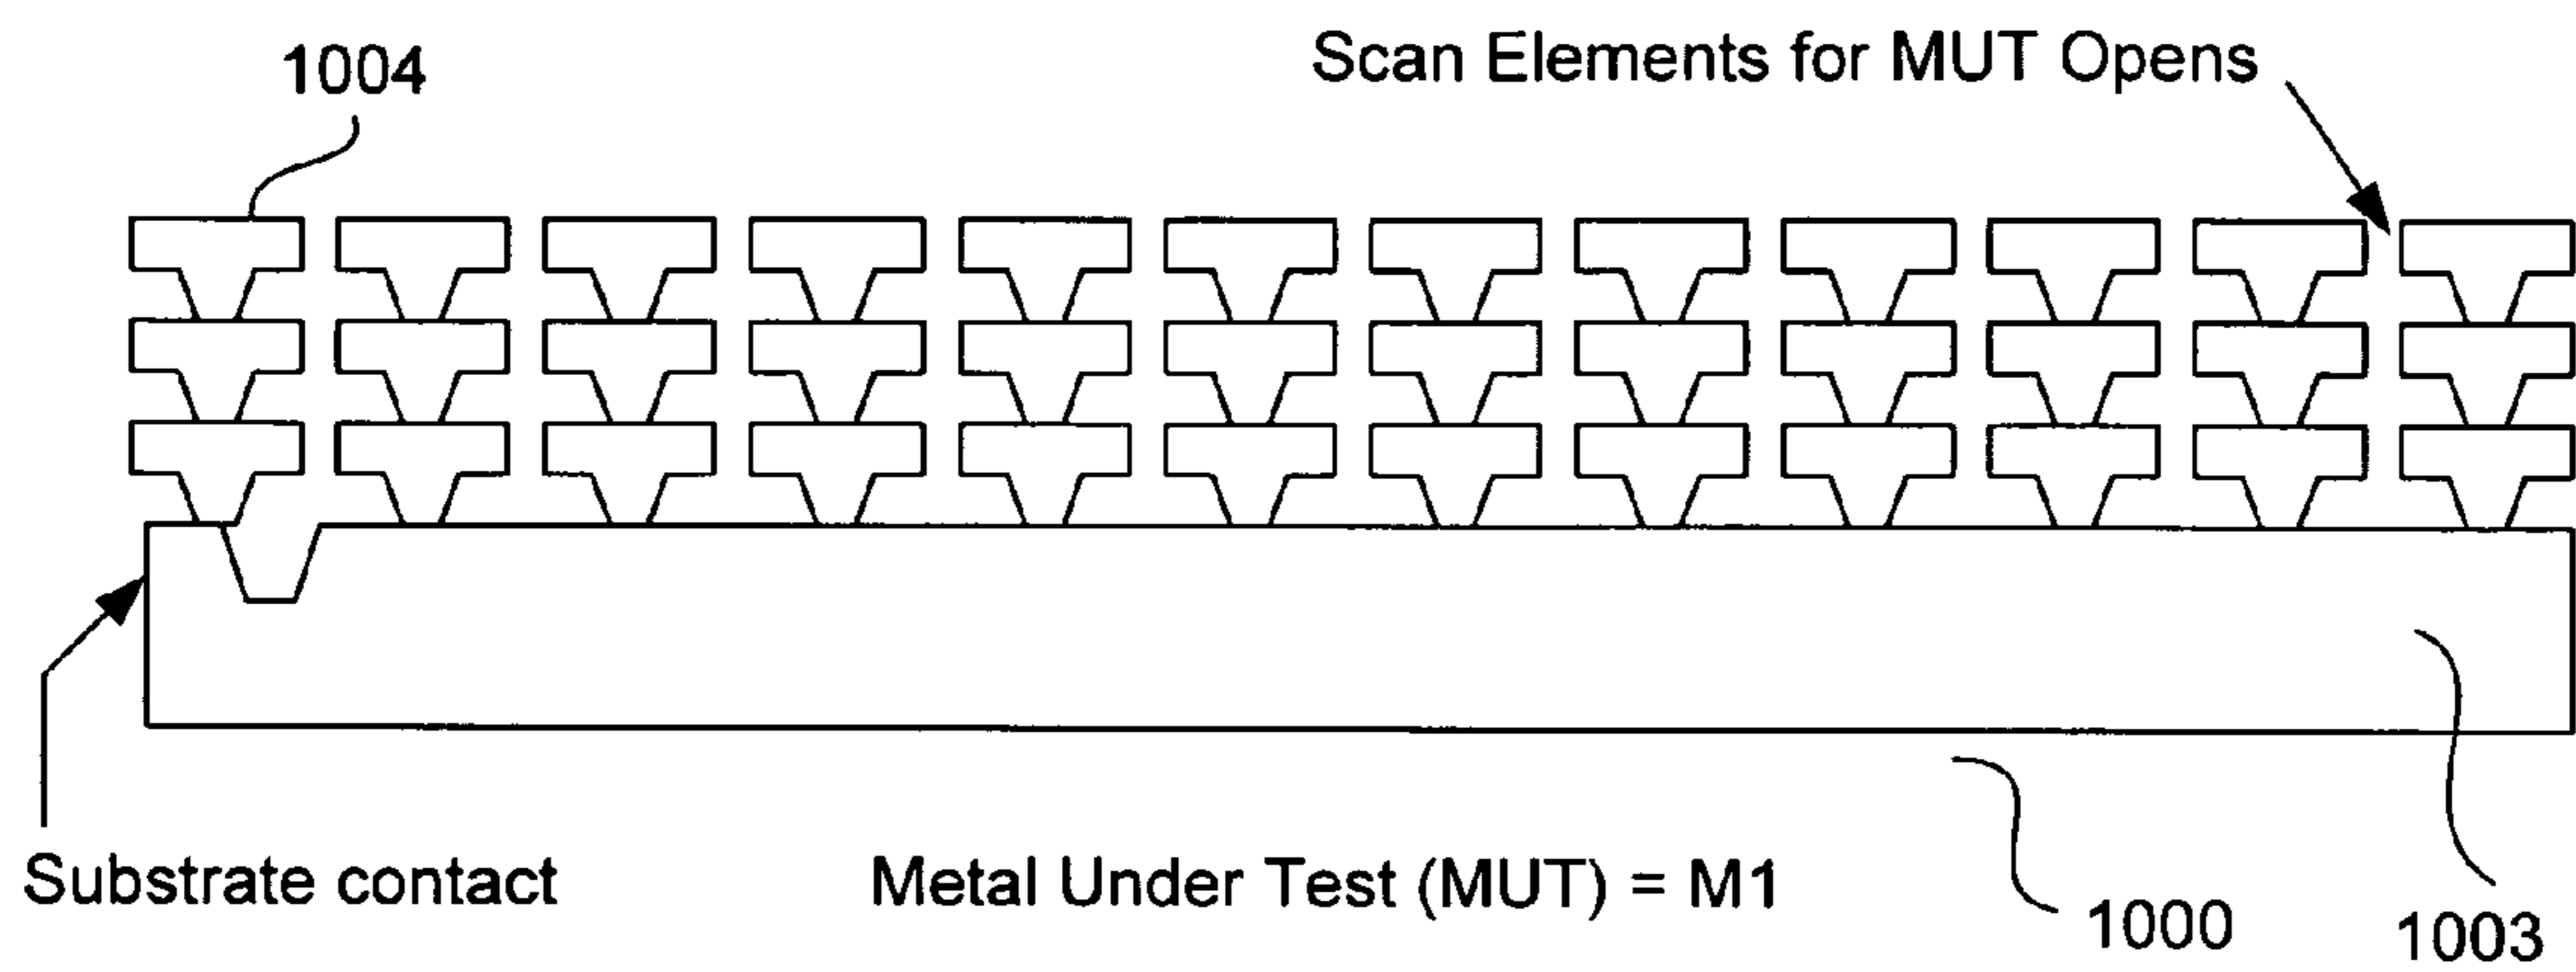 1004
Scan Elements for MUT Opens
Substrate contact
Metal Under Test (MUT) = M1
1000
1003